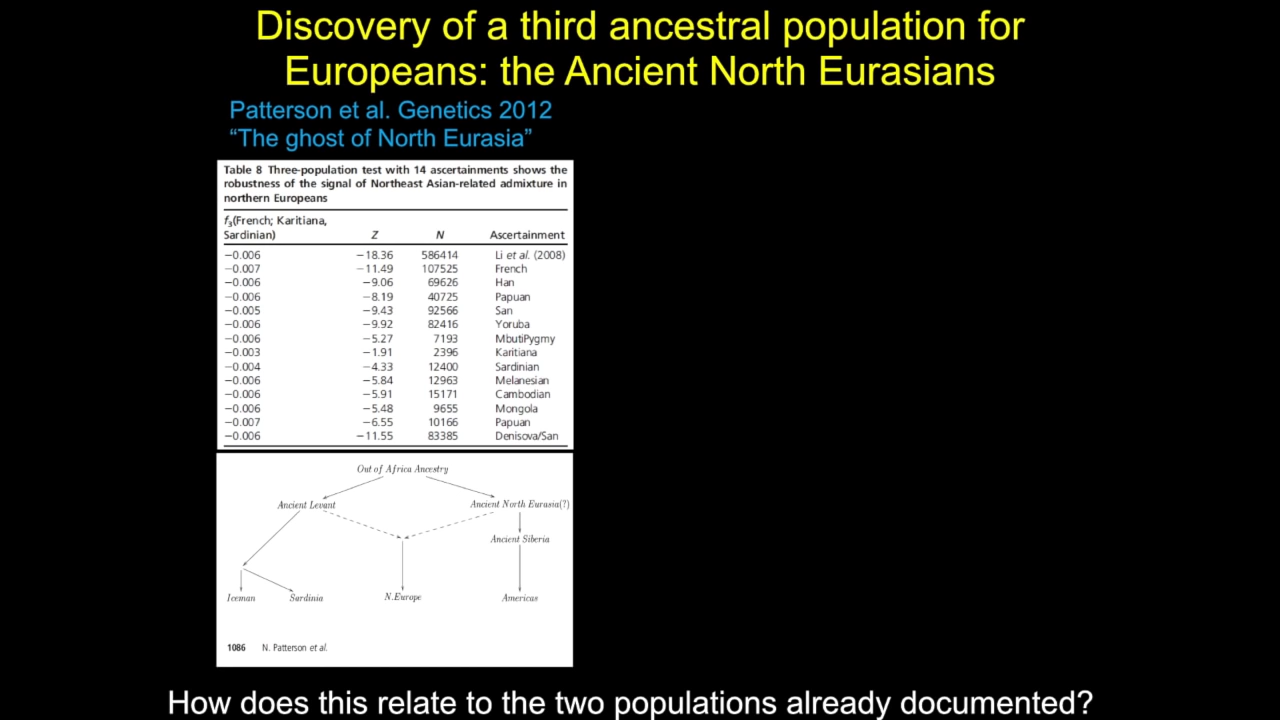 Discovery of a third ancestral population for
Europeans: the Ancient North Eurasians
Patterson et al. Genetics 2012
“The ghost of North Eurasia”
Table 8 Three-population test with 14 ascertainments shows the
robustness of the signal of Northeast Asian-related admixture in
northern Europeans
f3(French; Karitiana,
Sardinian) Z N Ascertainment
−0.006 −18.36 586414 Li et al. (2008)
−0.007 −11.49 107525 French
−0.006 −9.06 69626 Han
−0.006 −8.19 40725 Papuan
−0.005 −9.43 92566 San
−0.006 −9.92 82416 Yoruba
−0.006 −5.27 7193 MbutiPygmy
−0.003 −1.91 2396 Karitiana
−0.004 −4.33 12400 Sardinian
−0.006 −5.84 12963 Melanesian
−0.006 −5.91 15171 Cambodian
−0.006 −5.48 9655 Mongola
−0.007 −6.55 10166 Papuan
−0.006 −11.55 83385 Denisova/San
Out of Africa Ancestry
Ancient Levant Ancient North Eurasia(?)
Ancient Siberia
Iceman Sardinia N.Europe Americas
1086 N. Patterson et al.
How does this relate to the two populations already documented?